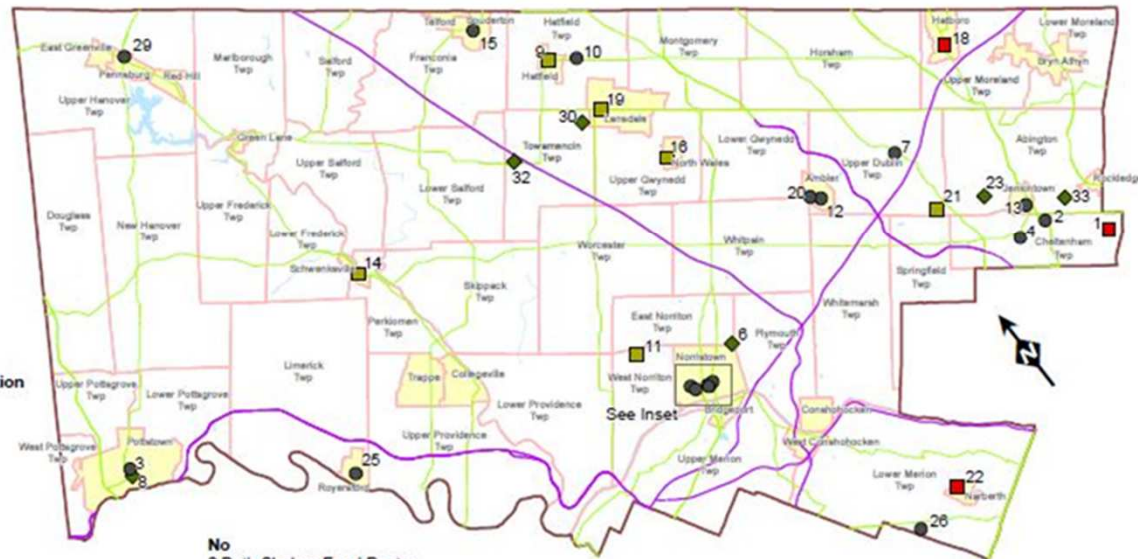 Telford
Souderton
Hatfield
Twp
Hatboro
Lower Moreland
Twp
East Greenville
29
Pennsburg
Red Hill
Marlborough
Twp
Salford
Twp
Franconia
Twp
15
9
10
Hatfield
Montgomery
Twp
Horsham
Twp
18
Upper Moreland
Twp
Bryn Athyn
Upper Hanover
Twp
Green Lane
30
19
Lansdale
Towamencin
Twp
32
16
North Wales
Upper Gwynedd
Twp
Lower Gwynedd
Twp
7
Upper Dublin
Twp
Abington
Twp
Rockledge
Upper Salford
Twp
Lower Salford
Twp
Ambler
20
12
21
23
Jenkintown
13
33
2
4
1
Cheltenham
Twp
Douglass
Twp
New Hanover
Twp
Upper Frederick
Twp
Lower Frederick
Twp
Schwenksville
14
Worcester
Twp
Whitpain
Twp
Springfield
Twp
Skippack
Twp
Perkiomen
Twp
East Norriton
Twp
6
Plymouth
Twp
Whitemarsh
Twp
N
11
Norristown
West Norriton
Twp
See Inset
Bridgeport
tion
Upper Pottsgrove
Twp
Lower Pottsgrove
Twp
Limerick
Twp
Trappe
Collegeville
Lower Providence
Twp
Conshohocken
West Conshohocken
West Pottsgrove
Twp
Pottstown
3
8
25
Royersford
Upper Providence
Twp
Upper Merion
Twp
Lower Merion
Twp
22
Narberth
26
No